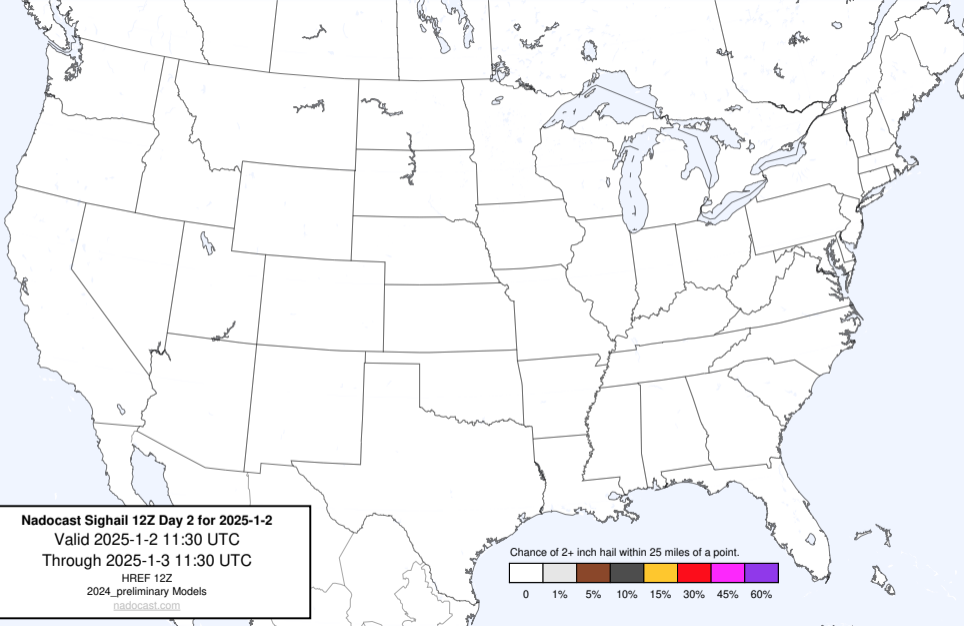 Nadocast Sighail 12Z Day 2 for 2025-1-2
Valid 2025-1-2 11:30 UTC
Through 2025-1-3 11:30 UTC
HREF 12Z
2024_preliminary Models
nadocast.com
Chance of 2+ inch hail within 25 miles of a point.
0 1% 5% 10% 15% 30% 45% 60%